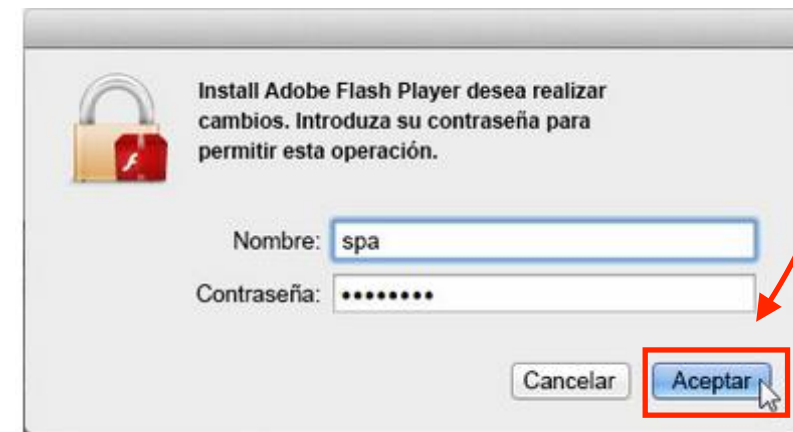 Install Adobe Flash Player desea realizar
cambios. Introduza su contraseña para
permitir esta operación.
Nombre: spa
Contraseña: ••••••••
Cancelar Aceptar